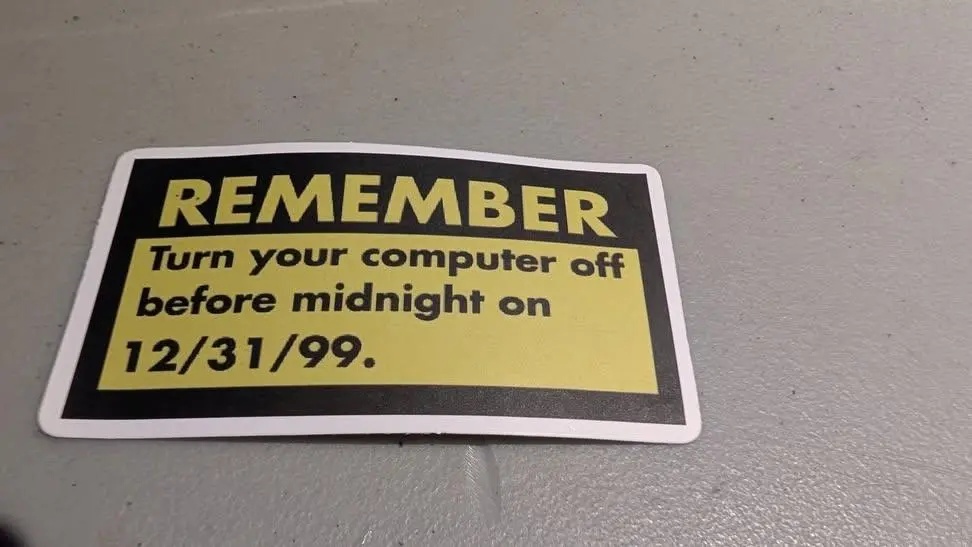 REMEMBER
Turn your computer off
before midnight on
12/31/99.